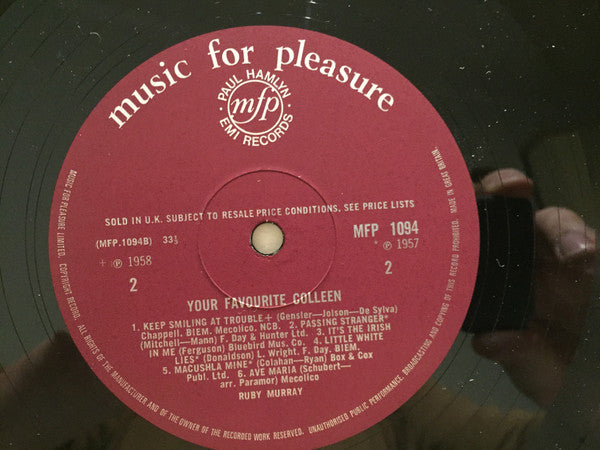 music for pleasure
PAUL HAMLYN
mfp
EMI RECORDS
SOLD IN U.K. SUBJECT TO RESALE PRICE CONDITIONS, SEE PRICE LISTS
(MFP.1094B) 33⅓
MFP 1094
+ ℗ 1958
* ℗ 1957
2
2
YOUR FAVOURITE COLLEEN
1. KEEP SMILING AT TROUBLE+ (Gensler—Jolson—De Sylva)
Chappell. BIEM. Mecolico, NCB. 2. PASSING STRANGER*
(Mitchell—Mann) F. Day & Hunter Ltd. 3. IT'S THE IRISH
IN ME (Ferguson) Bluebird Mus. Co. 4. LITTLE WHITE
LIES* (Donaldson) L. Wright. F. Day. BIEM.
5. MACUSHLA MINE* (Colahan—Ryan) Box & Cox
Publ. Ltd. 6. AVE MARIA (Schubert—
arr. Paramor) Mecolico
RUBY MURRAY
MUSIC FOR PLEASURE LIMITED. COPYRIGHT RECORD. ALL RIGHTS OF THE MANUFACTURER AND OF THE OWNER OF THE RECORDED WORK RESERVED. UNAUTHORISED PUBLIC PERFORMANCE, BROADCASTING AND COPYING OF THIS RECORD PROHIBITED. MADE IN GREAT BRITAIN.